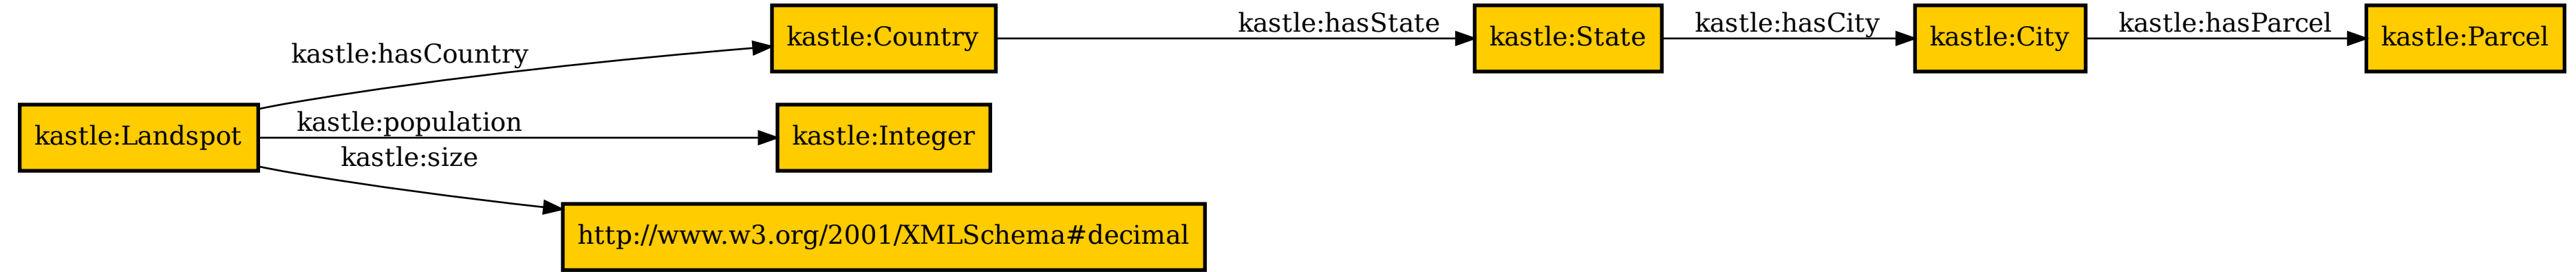 kastle:Landspot
kastle:hasCountry
kastle:population
kastle:size
kastle:Country
kastle:Integer
http://www.w3.org/2001/XMLSchema#decimal
kastle:hasState
kastle:State
kastle:hasCity
kastle:City
kastle:hasParcel
kastle:Parcel